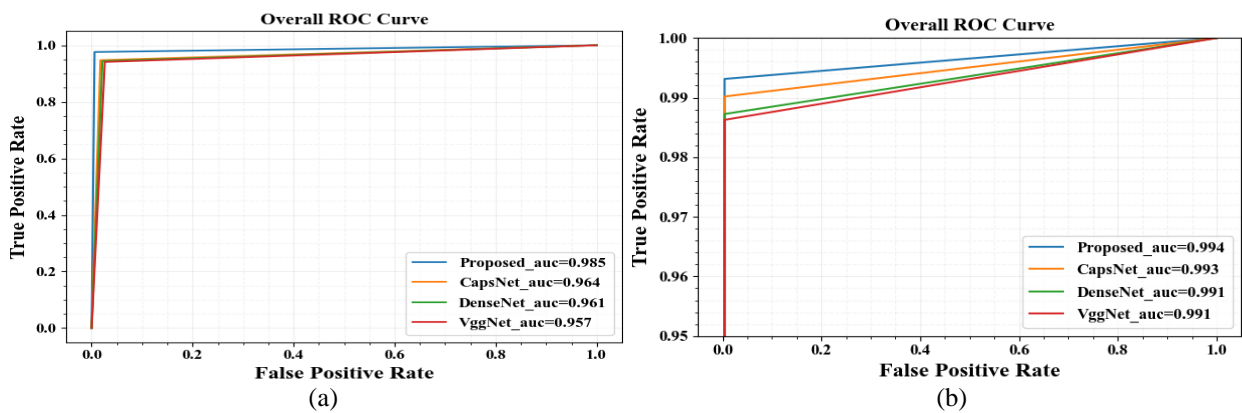 Overall ROC Curve
1.0
0.8
0.6
0.4
0.2
0.0
True Positive Rate
Proposed_auc=0.985
CapsNet_auc=0.964
DenseNet_auc=0.961
VggNet_auc=0.957
0.0 0.2 0.4 0.6 0.8 1.0
False Positive Rate
(a)
Overall ROC Curve
1.00
0.99
0.98
0.97
0.96
0.95
True Positive Rate
Proposed_auc=0.994
CapsNet_auc=0.993
DenseNet_auc=0.991
VggNet_auc=0.991
0.0 0.2 0.4 0.6 0.8 1.0
False Positive Rate
(b)